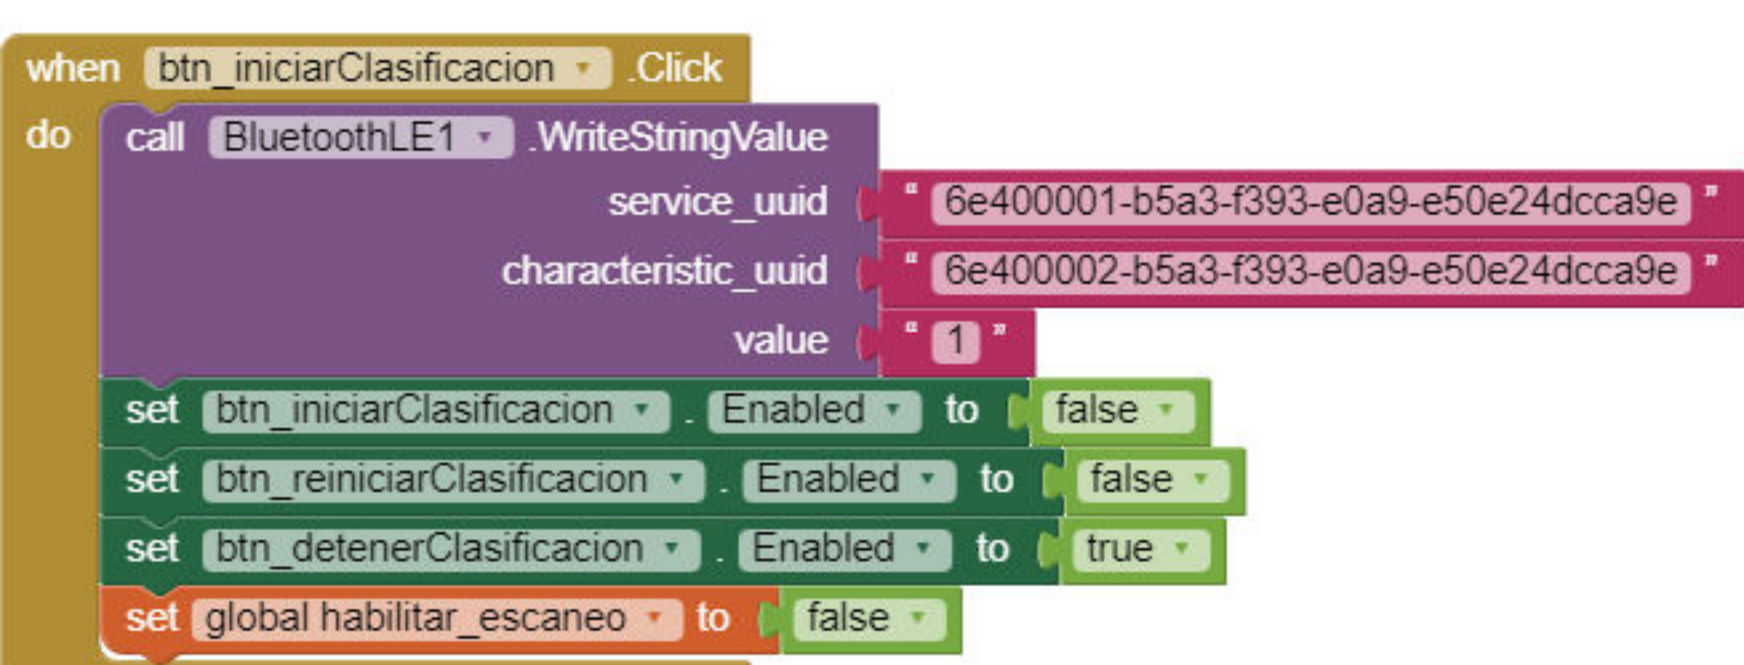 when btn_iniciarClasificacion .Click
do call BluetoothLE1 .WriteStringValue
service_uuid " 6e400001-b5a3-f393-e0a9-e50e24dcca9e "
characteristic_uuid " 6e400002-b5a3-f393-e0a9-e50e24dcca9e "
value " 1 "
set btn_iniciarClasificacion . Enabled to false
set btn_reiniciarClasificacion . Enabled to false
set btn_detenerClasificacion . Enabled to true
set global habilitar_escaneo to false